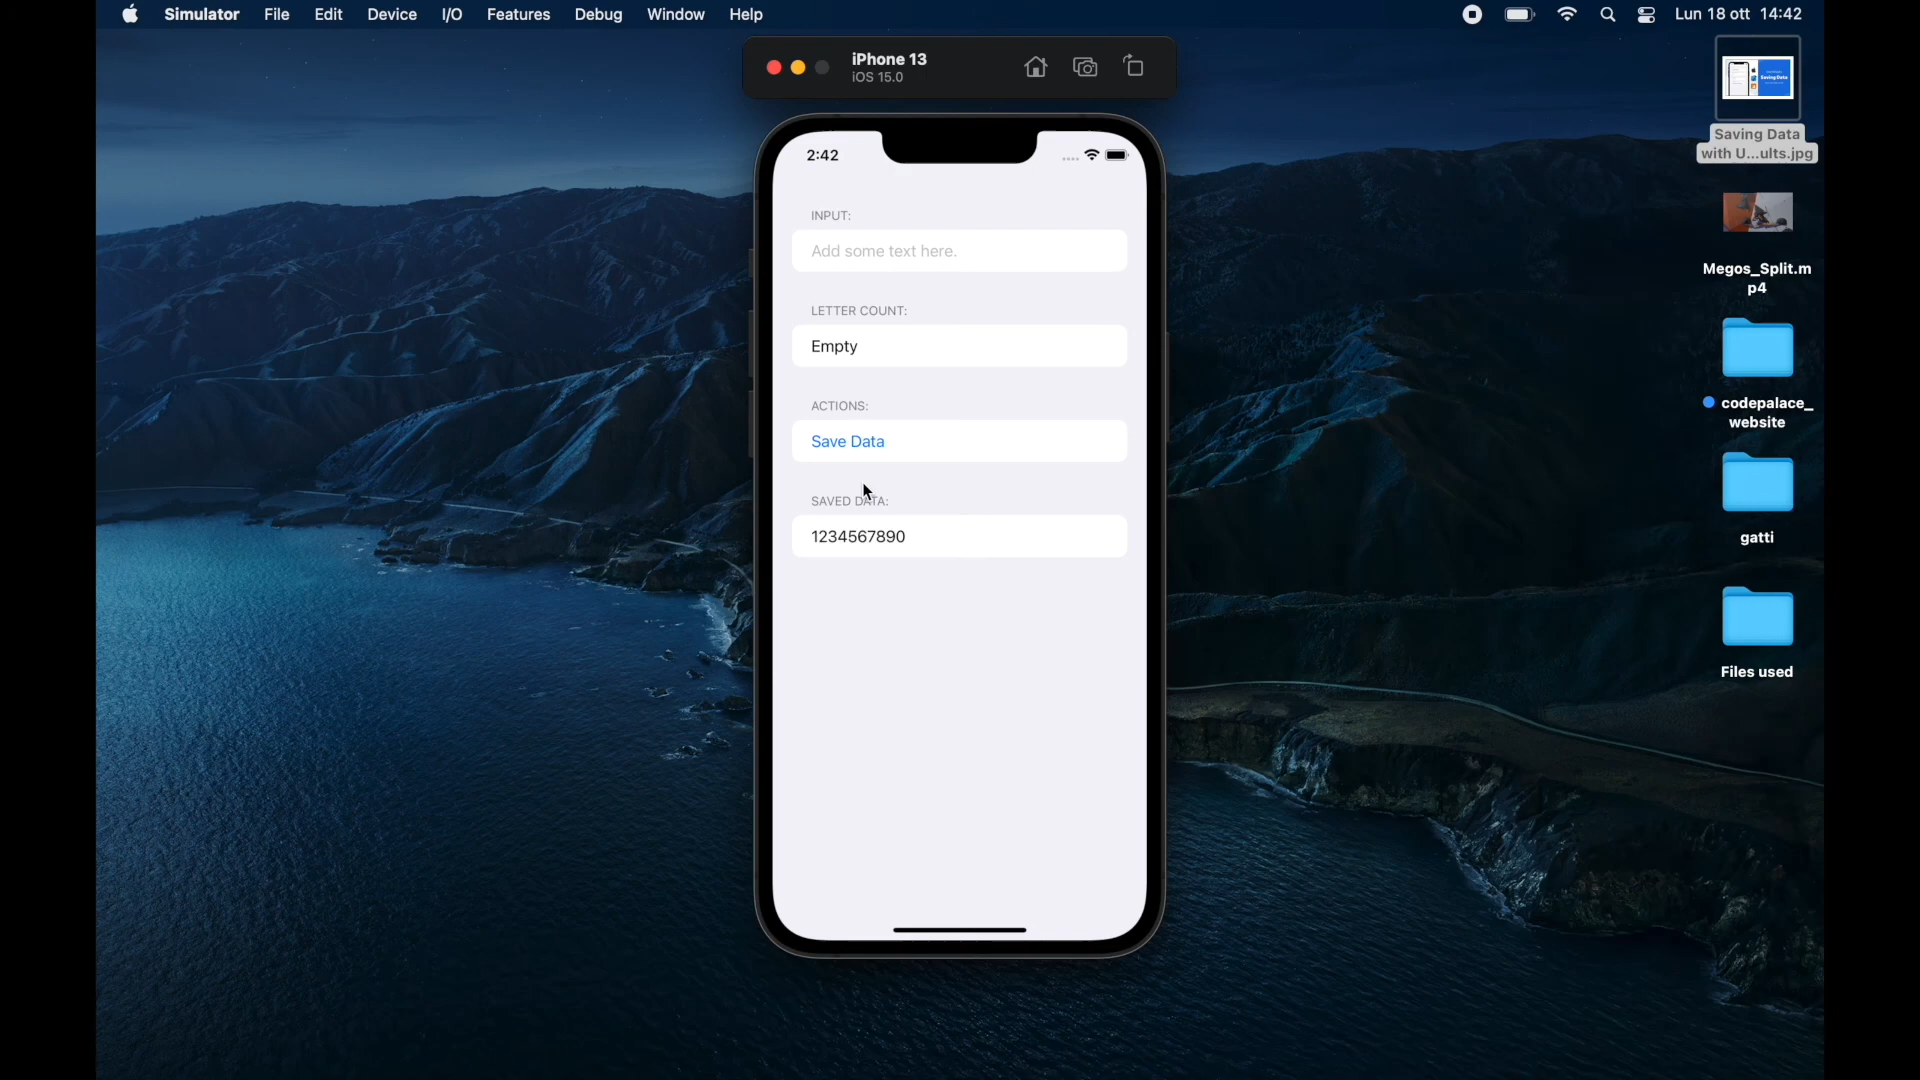 Simulator File Edit Device I/O Features Debug Window Help
Lun 18 ott 14:42
iPhone 13
iOS 15.0
2:42
INPUT:
Add some text here.
LETTER COUNT:
Empty
ACTIONS:
Save Data
SAVED DATA:
1234567890
Saving Data
Saving Data
with U...ults.jpg
Megos_Split.m
p4
codepalace_
website
gatti
Files used